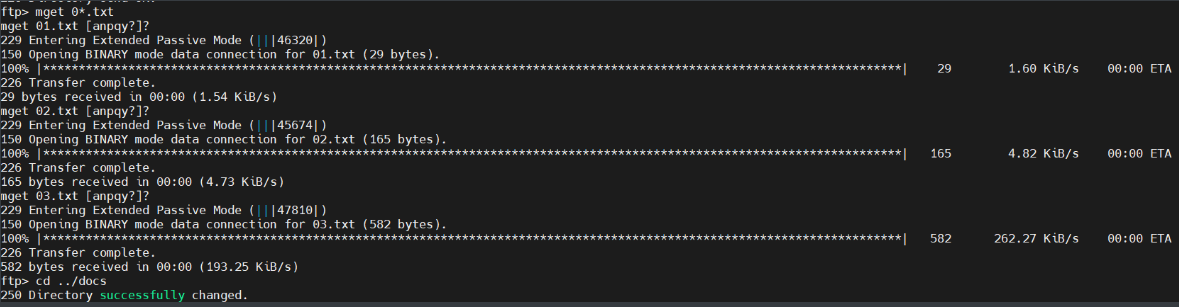 ftp> mget 0*.txt
mget 01.txt [anpqy?]?
229 Entering Extended Passive Mode (|||46320|)
150 Opening BINARY mode data connection for 01.txt (29 bytes).
100% |***************************************************************************************************************************| 29 1.60 KiB/s 00:00 ETA
226 Transfer complete.
29 bytes received in 00:00 (1.54 KiB/s)
mget 02.txt [anpqy?]?
229 Entering Extended Passive Mode (|||45674|)
150 Opening BINARY mode data connection for 02.txt (165 bytes).
100% |***************************************************************************************************************************| 165 4.82 KiB/s 00:00 ETA
226 Transfer complete.
165 bytes received in 00:00 (4.73 KiB/s)
mget 03.txt [anpqy?]?
229 Entering Extended Passive Mode (|||47810|)
150 Opening BINARY mode data connection for 03.txt (582 bytes).
100% |***************************************************************************************************************************| 582 262.27 KiB/s 00:00 ETA
226 Transfer complete.
582 bytes received in 00:00 (193.25 KiB/s)
ftp> cd ../docs
250 Directory successfully changed.